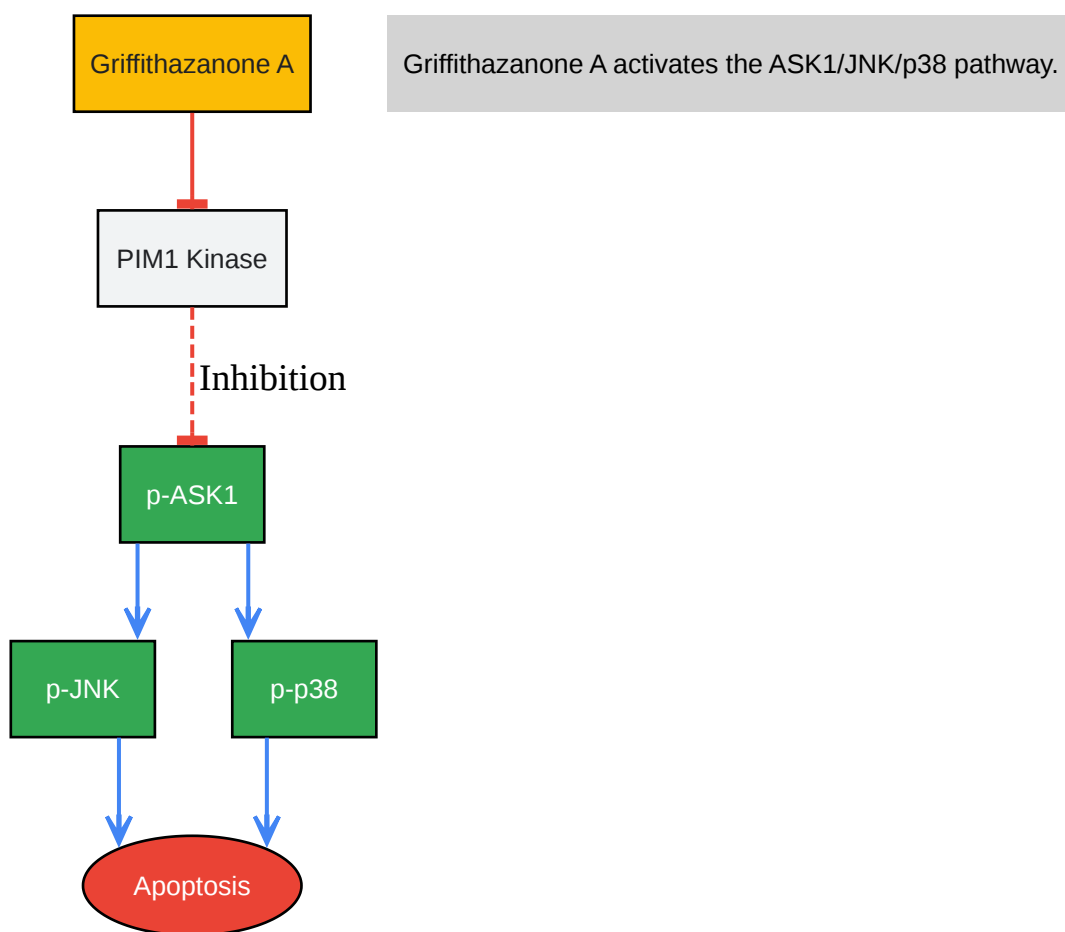 Griffithazanone A
Griffithazanone A activates the ASK1/JNK/p38 pathway.
PIM1 Kinase
Inhibition
p-ASK1
p-JNK
p-p38
Apoptosis